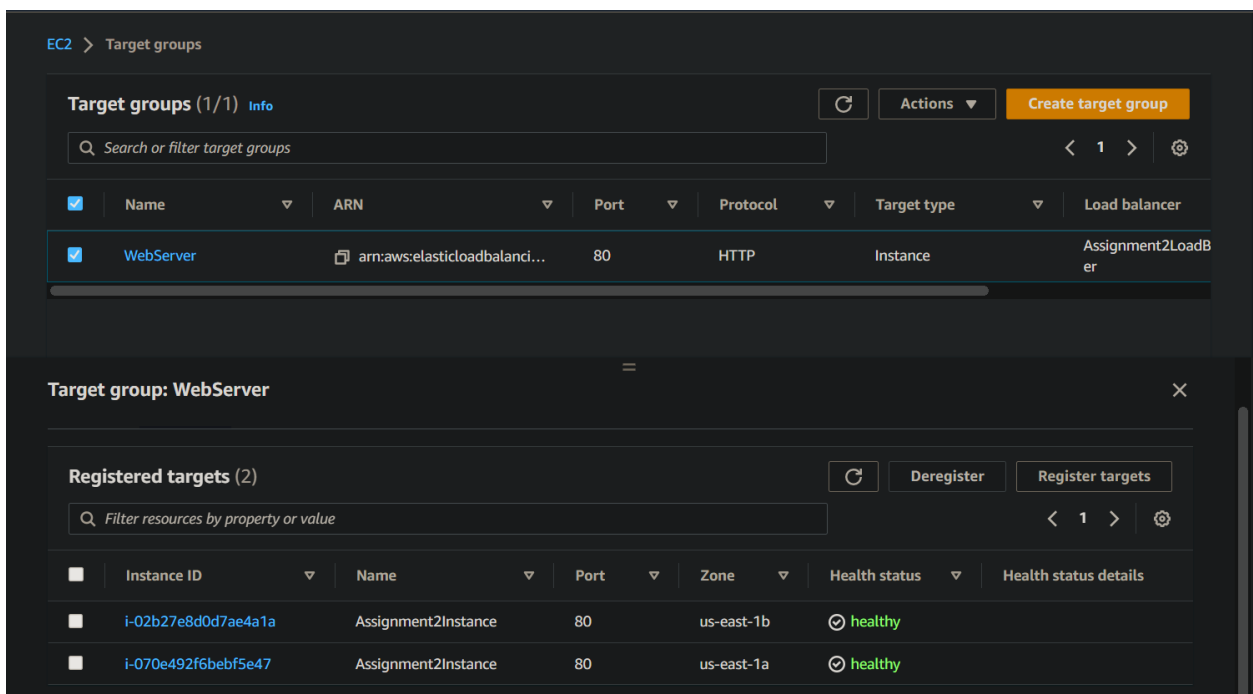 EC2 > Target groups
Target groups (1/1) Info
Actions
Create target group
Search or filter target groups
1
Name ARN Port Protocol Target type Load balancer
WebServer arn:aws:elasticloadbalanci... 80 HTTP Instance Assignment2LoadB
er
Target group: WebServer
Registered targets (2)
Deregister
Register targets
Filter resources by property or value
1
Instance ID Name Port Zone Health status Health status details
i-02b27e8d0d7ae4a1a Assignment2Instance 80 us-east-1b healthy
i-070e492f6bebf5e47 Assignment2Instance 80 us-east-1a healthy